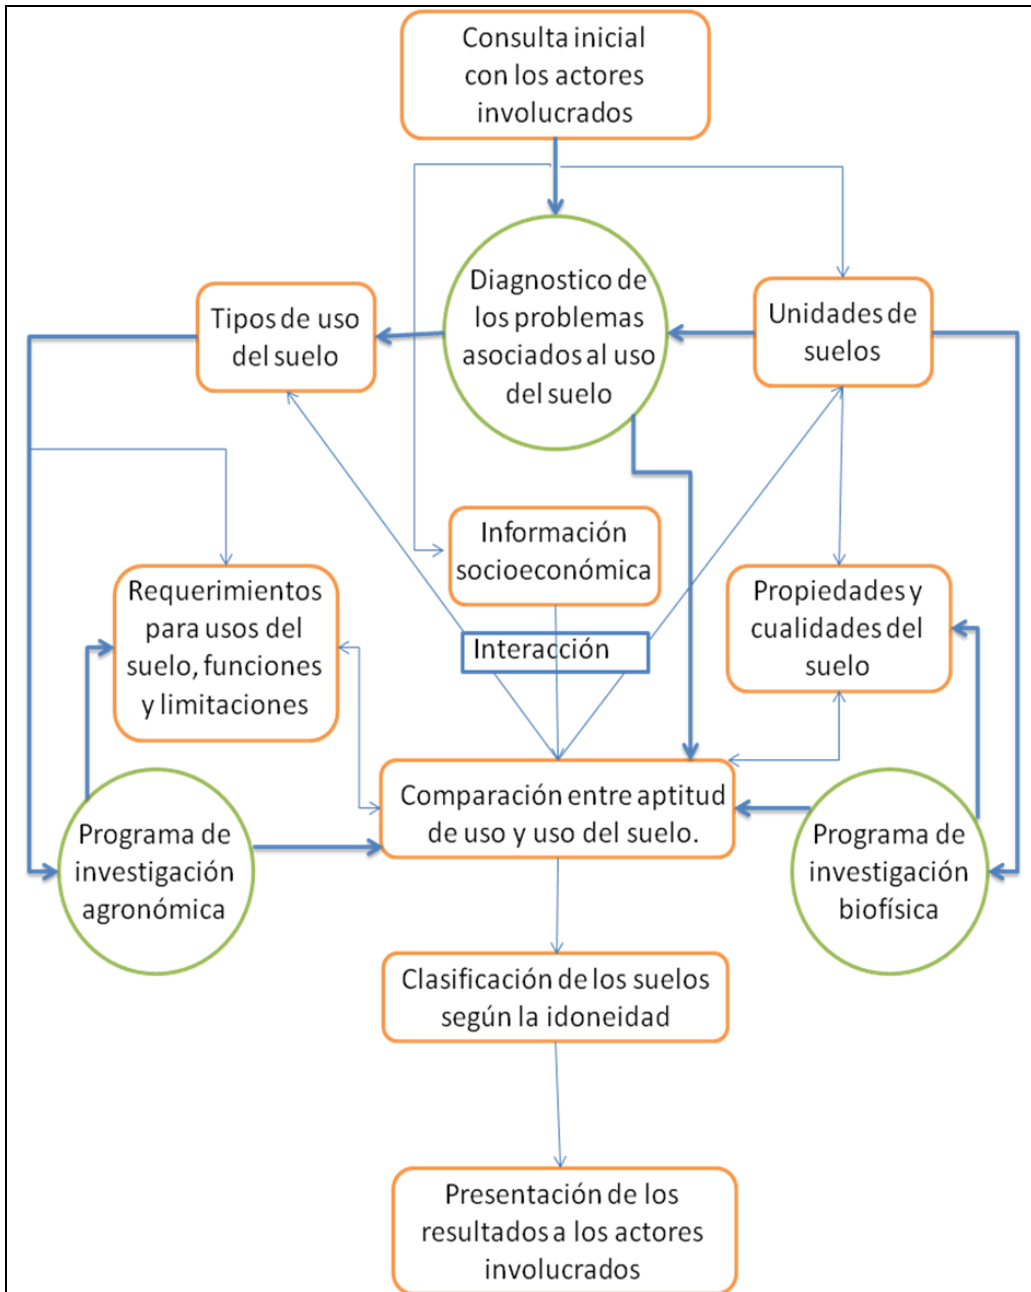 Consulta inicial
con los actores
involucrados
Diagnostico de
los problemas
asociados al uso
del suelo
Tipos de uso
del suelo
Unidades de
suelos
Información
socioeconómica
Requerimientos
para usos del
suelo, funciones
y limitaciones
Propiedades y
cualidades del
suelo
Interacción
Comparación entre aptitud
de uso y uso del suelo.
Programa de
investigación
agronómica
Programa de
investigación
biofísica
Clasificación de los suelos
según la idoneidad
Presentación de los
resultados a los actores
involucrados